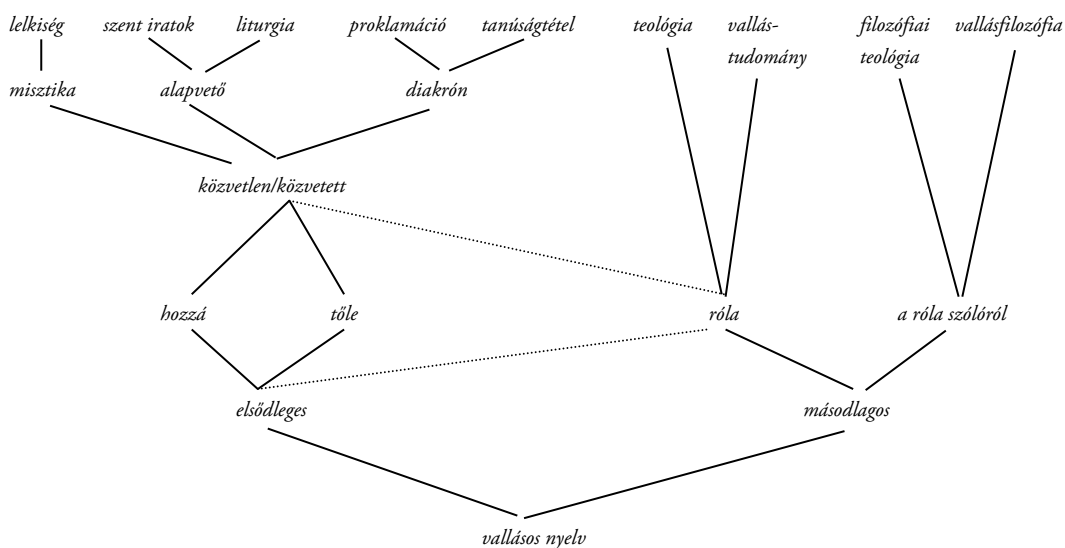 lelkiség szent iratok liturgia proklamáció tanúságtétel teológia vallás- filozófiai vallásfilozófia
tudomány teológia
misztika alapvető diakrón
közvetlen/közvetett
hozzá tőle róla a róla szólóról
elsődleges másodlagos
vallásos nyelv